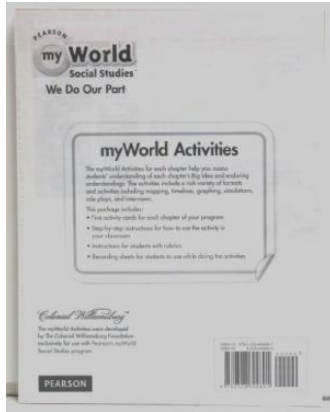 PEARSON
my World
Social Studies™
We Do Our Part
myWorld Activities
The myWorld Activities for each chapter help you assess
students' understanding of each chapter's Big Idea and enduring
understandings. The activities include a rich variety of formats
and activities including mapping, timelines, graphing, simulations,
role plays, and interviews.
This package includes:
• Five activity cards for each chapter of your program
• Step-by-step instructions for how to use the activity in
your classroom
• Instructions for students with rubrics
• Recording sheets for students to use while doing the activities
Colonial Williamsburg
The myWorld Activities were developed
by The Colonial Williamsburg Foundation
exclusively for use with Pearson's myWorld
Social Studies program.
PEARSON